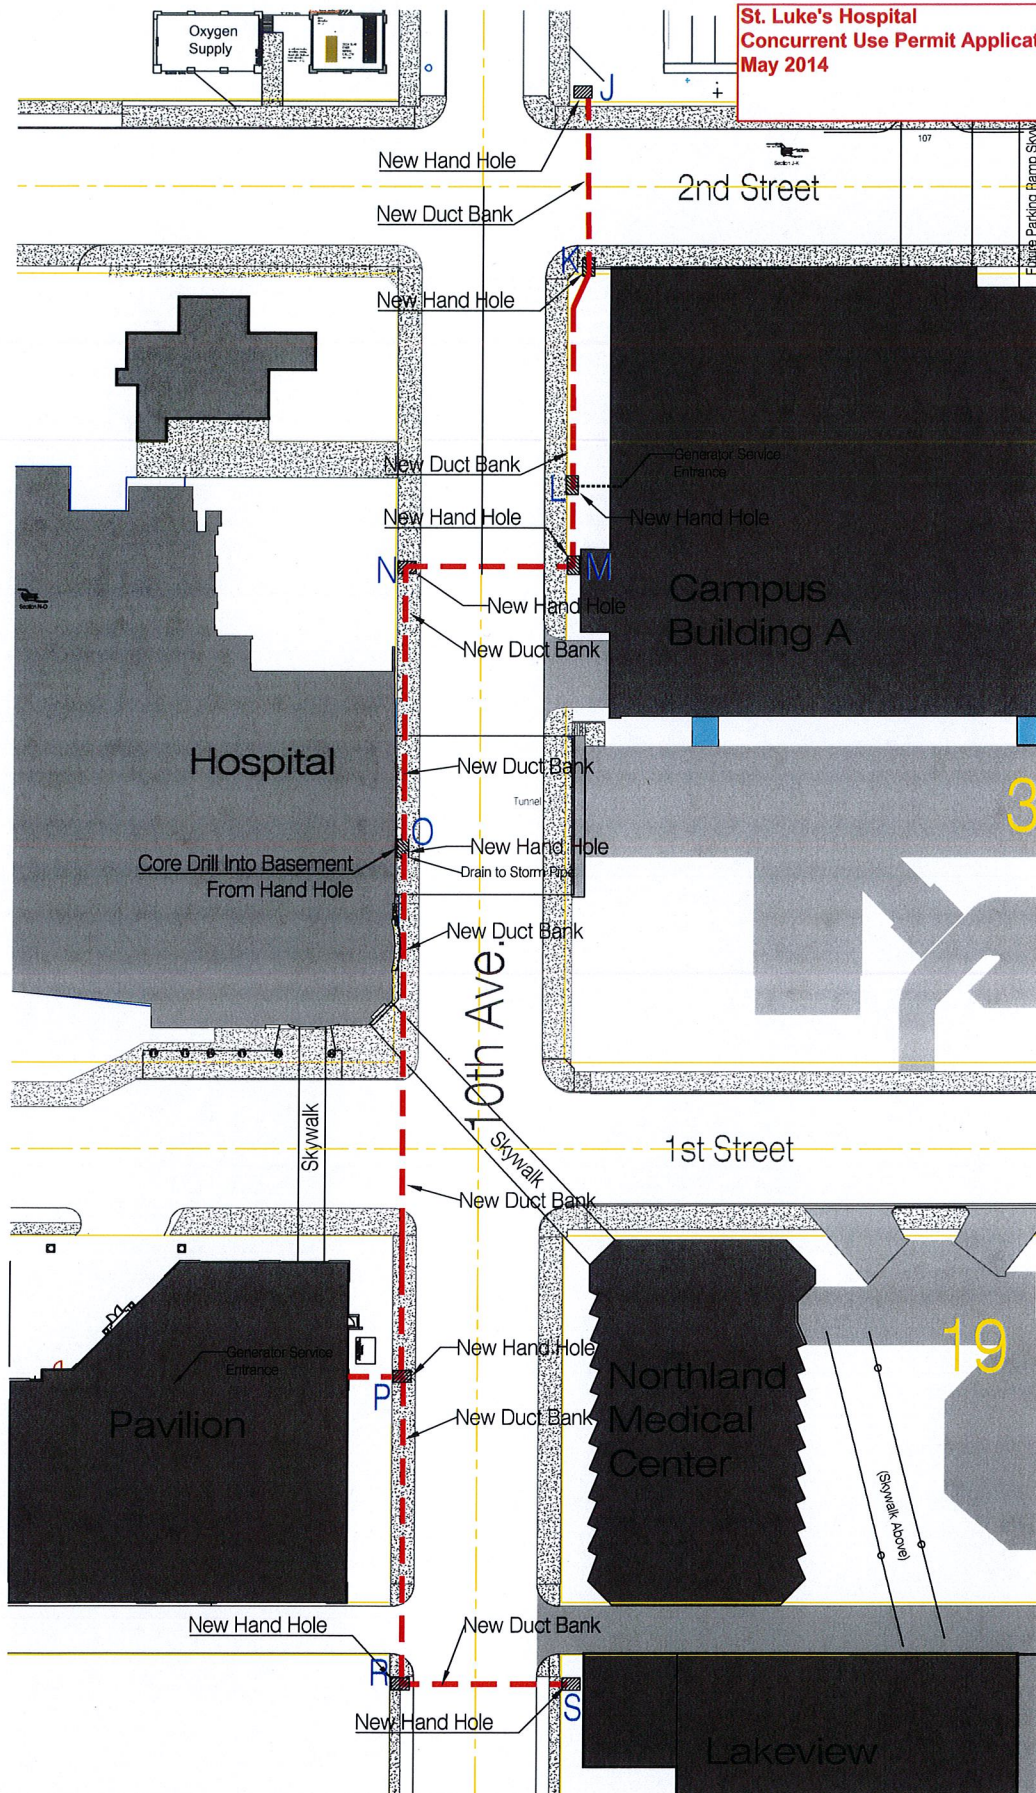 St. Luke's Hospital
Concurrent Use Permit Applicat
May 2014
Oxygen
Supply
J
New Hand Hole
107
Section J-K
2nd Street
New Duct Bank
K
New Hand Hole
New Duct Bank
Generator Service
Entrance
L
New Hand Hole
New Hand Hole
N
M
Campus
Building A
Section N-O
New Hand Hole
New Duct Bank
Hospital
New Duct Bank
Tunnel
3
O
New Hand Hole
Core Drill Into Basement
From Hand Hole
Drain to Storm Pipe
New Duct Bank
10th Ave.
Skywalk
Skywalk
1st Street
New Duct Bank
Generator Service
Entrance
New Hand Hole
19
P
Pavilion
New Duct Bank
Northland
Medical
Center
(Skywalk Above)
New Hand Hole
New Duct Bank
R
S
New Hand Hole
Lakeview